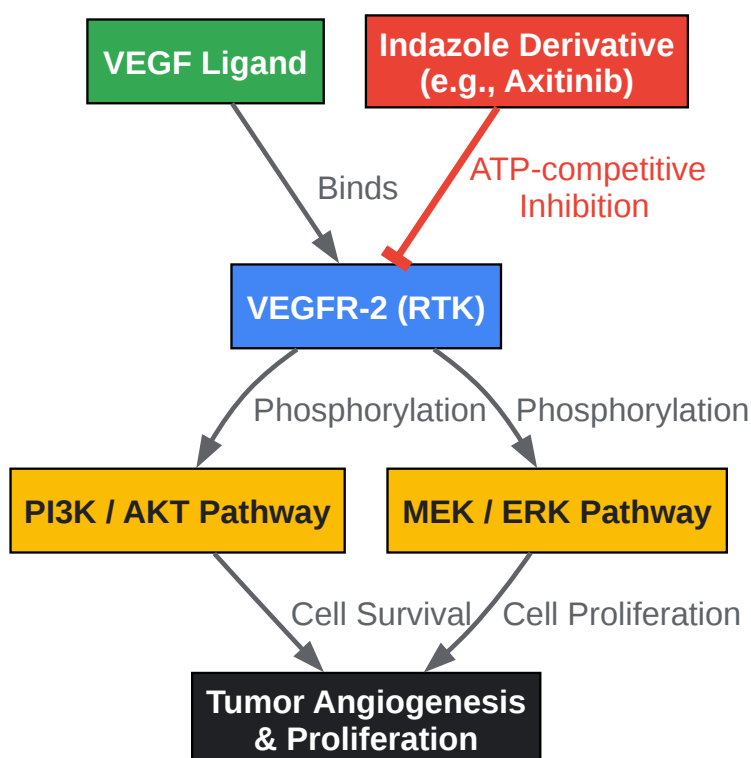 VEGF Ligand
Indazole Derivative
(e.g., Axitinib)
Binds
ATP-competitive
Inhibition
VEGFR-2 (RTK)
Phosphorylation
Phosphorylation
PI3K / AKT Pathway
MEK / ERK Pathway
Cell Survival
Cell Proliferation
Tumor Angiogenesis
& Proliferation